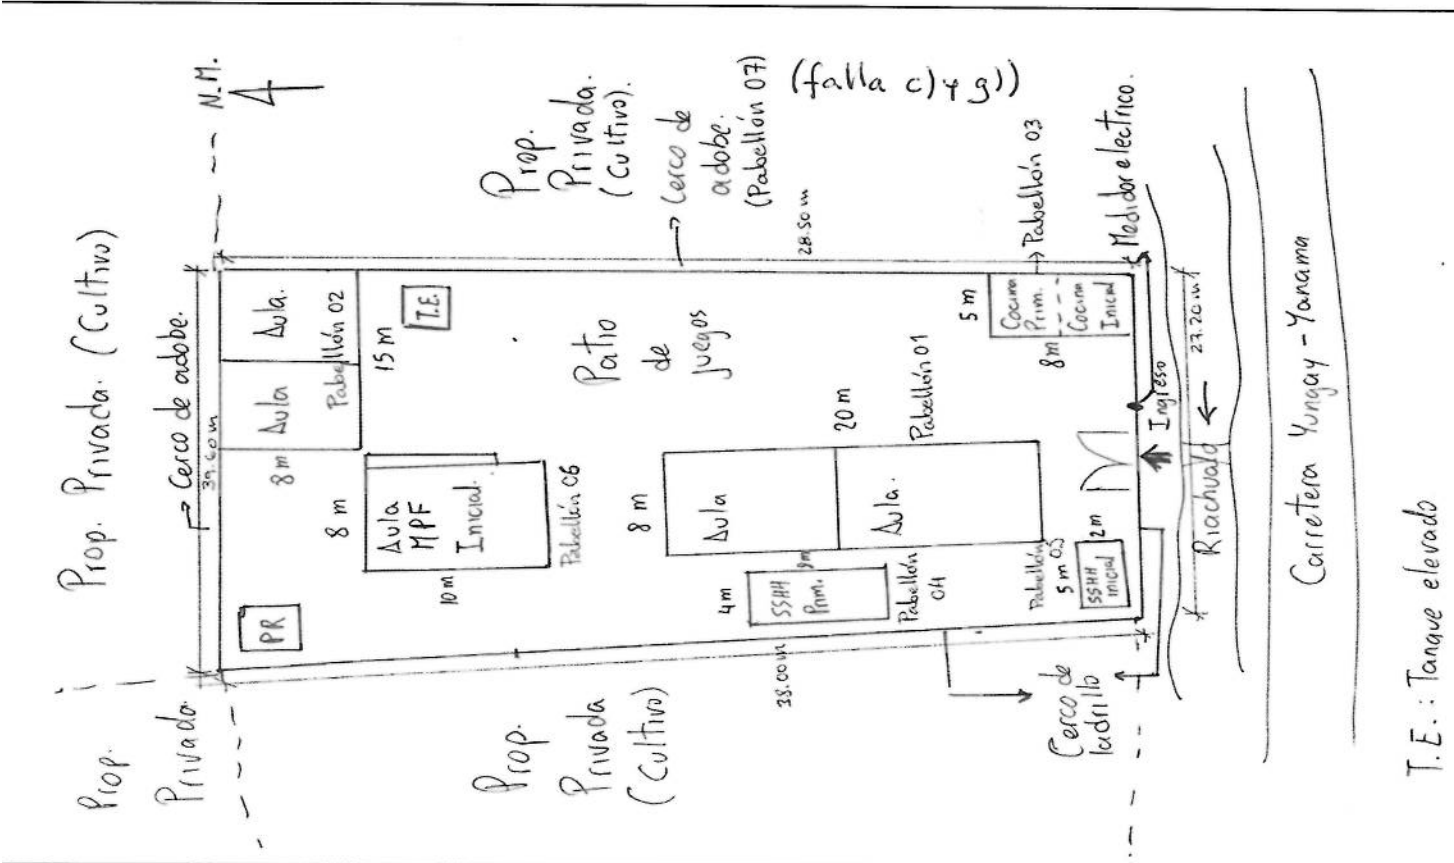 N.M.
Prop. Privada. (Cultivo)
Cerco de adobe.
39.60 m
Prop.
Privada.
(Cultivo).
Cerco de
adobe.
(Pabellón 07)
(falla c) y g))
28.50 m
Pabellón 03
Medidor electrico.
Aula.
Aula
Pabellón 02
8 m
15 m
T.E.
Patio
de
juegos
5 m
Cocina
Prim.
Cocina
Inicial
8 m
8 m
Aula
MPF
Inicial.
Pabellón 06
10 m
8 m
Aula
Aula.
20 m
Pabellón 01
Ingreso
27.20 m
Riachuelo
Carretera Yungay - Yanama
PR
4 m
SSHH
Prim.
9 m
Pabellón
04
Pabellón
05
5 m
SSHH
inicial
2 m
38.00 m
Prop.
Privada.
Prop.
Privada
(Cultivo)
Cerco de
ladrillo
T.E. : Tanque elevado